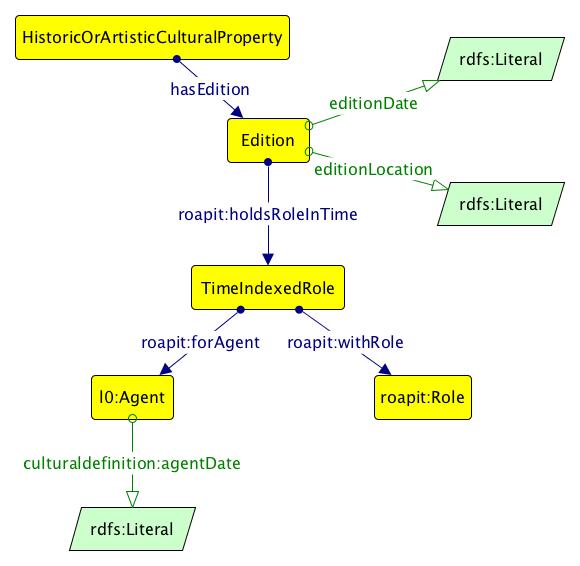 HistoricOrArtisticCulturalProperty
rdfs:Literal
hasEdition
editionDate
Edition
editionLocation
rdfs:Literal
roapit:holdsRoleInTime
TimeIndexedRole
roapit:forAgent
roapit:withRole
l0:Agent
roapit:Role
culturaldefinition:agentDate
rdfs:Literal